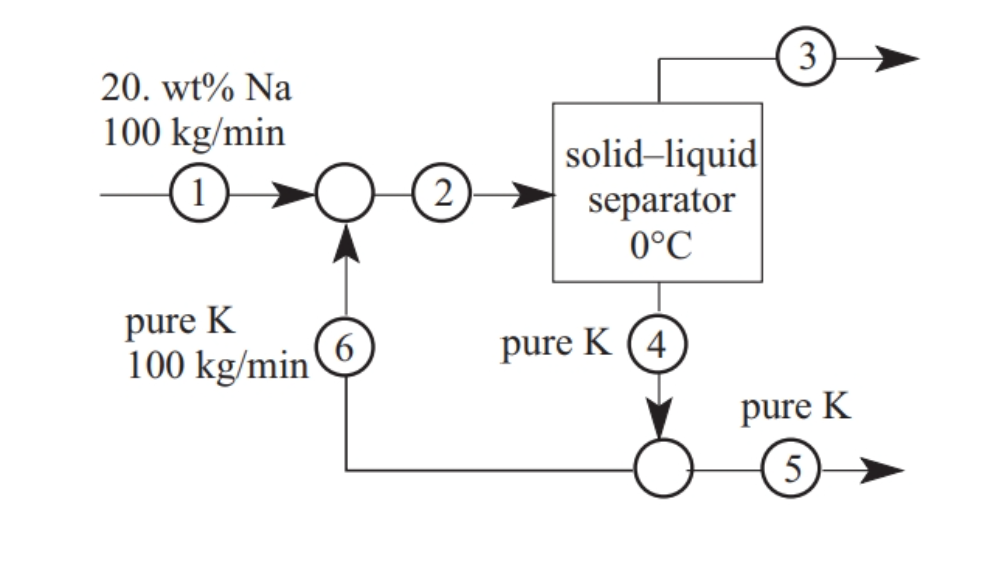 20. wt% Na
100 kg/min
1
2
3
solid–liquid
separator
0°C
pure K
100 kg/min
6
pure K
4
pure K
5